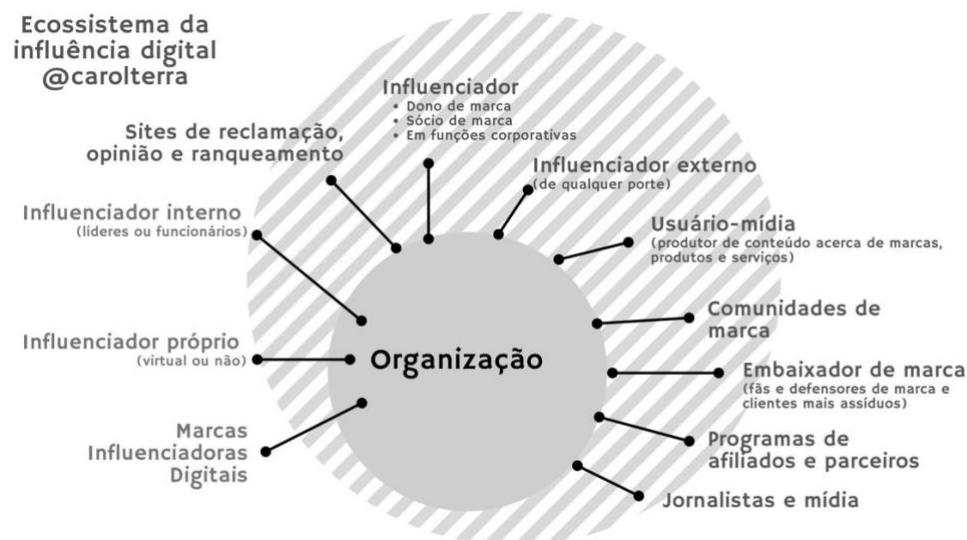 Ecossistema da
influência digital
@carolterra
Influenciador
• Dono de marca
• Sócio de marca
• Em funções corporativas
Sites de reclamação,
opinião e ranqueamento
Influenciador externo
(de qualquer porte)
Influenciador interno
(líderes ou funcionários)
Usuário-mídia
(produtor de conteúdo acerca de marcas,
produtos e serviços)
Comunidades de
marca
Influenciador próprio
(virtual ou não)
Organização
Embaixador de marca
(fãs e defensores de marca e
clientes mais assíduos)
Marcas
Influenciadoras
Digitais
Programas de
afiliados e parceiros
Jornalistas e mídia